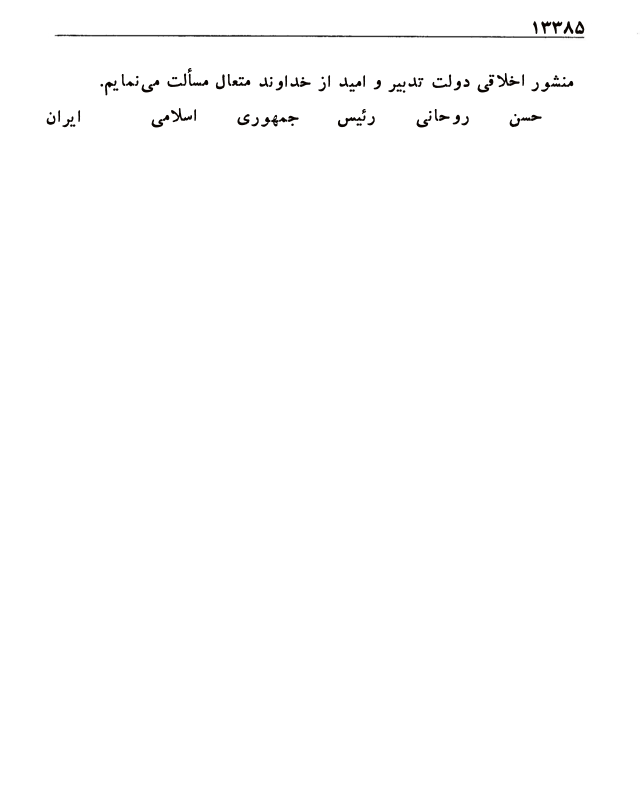 ۱۳۳۸۵
منشور اخلاقی دولت تدبیر و امید از خداوند متعال مسألت می‌نمایم.
حسن روحانی رئیس جمهوری اسلامی ایران